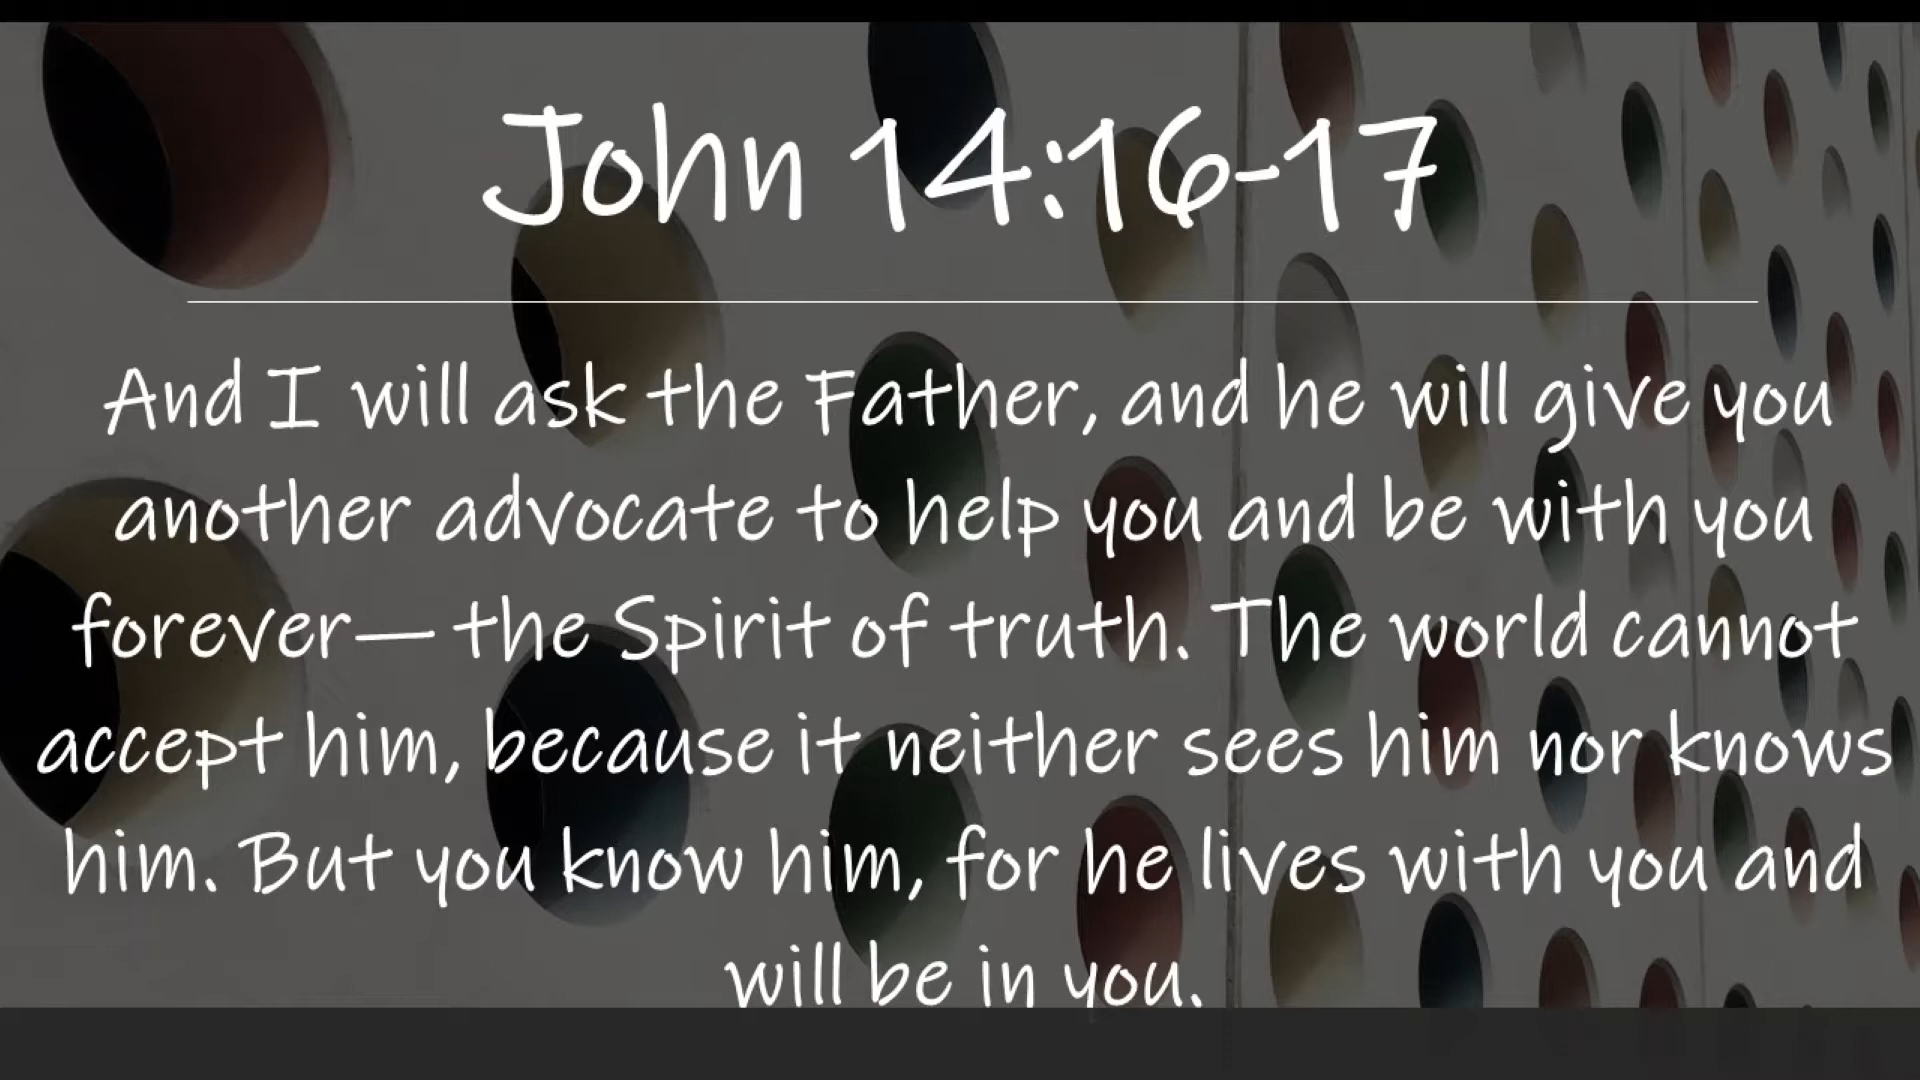 John 14:16-17
And I will ask the Father, and he will give you
another advocate to help you and be with you
forever—the Spirit of truth. The world cannot
accept him, because it neither sees him nor knows
him. But you know him, for he lives with you and
will be in you.